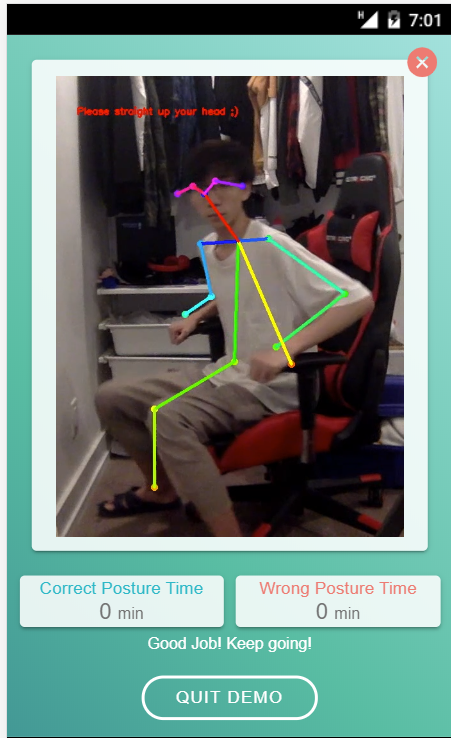 H 7:01
Please straight up your head ;)
Correct Posture Time
0 min
Wrong Posture Time
0 min
Good Job! Keep going!
QUIT DEMO